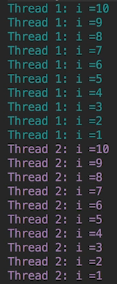 Thread 1: i =10
Thread 1: i =9
Thread 1: i =8
Thread 1: i =7
Thread 1: i =6
Thread 1: i =5
Thread 1: i =4
Thread 1: i =3
Thread 1: i =2
Thread 1: i =1
Thread 2: i =10
Thread 2: i =9
Thread 2: i =8
Thread 2: i =7
Thread 2: i =6
Thread 2: i =5
Thread 2: i =4
Thread 2: i =3
Thread 2: i =2
Thread 2: i =1